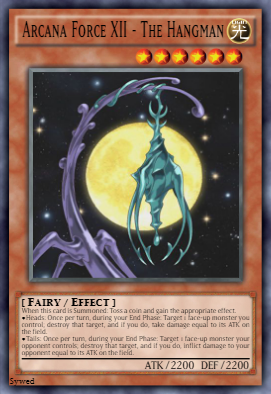 Arcana Force XII - The Hangman
光
[ Fairy / Effect ]
When this card is Summoned: Toss a coin and gain the appropriate effect.
●Heads: Once per turn, during your End Phase: Target 1 face-up monster you
control; destroy that target, and if you do, take damage equal to its ATK on
the field.
●Tails: Once per turn, during your End Phase: Target 1 face-up monster your
opponent controls; destroy that target, and if you do, inflict damage to your
opponent equal to its ATK on the field.
ATK / 2200 DEF / 2200